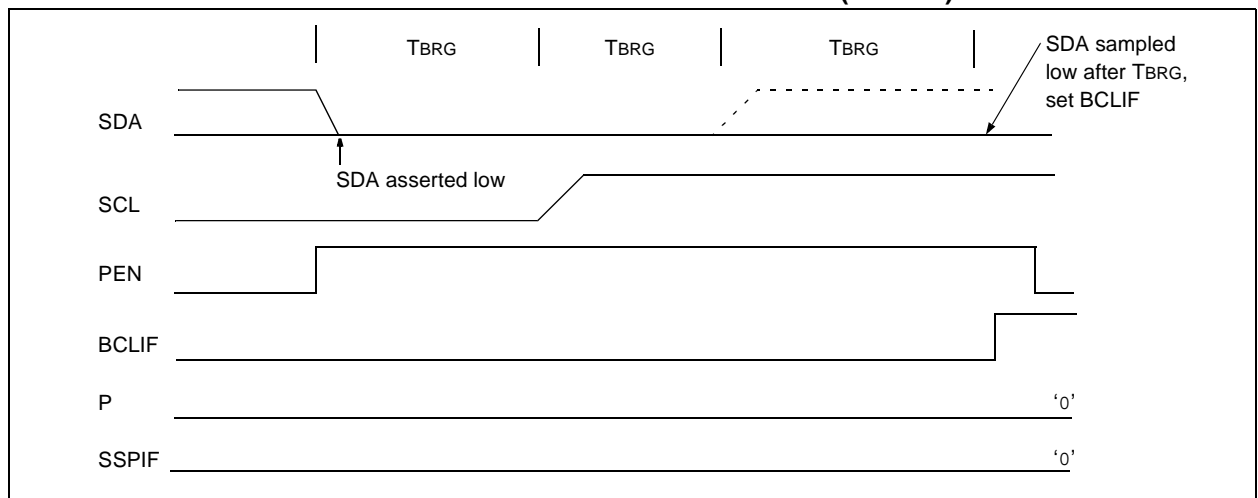 TBRG TBRG TBRG
SDA sampled
low after TBRG,
set BCLIF
SDA
SDA asserted low
SCL
PEN
BCLIF
P
‘0’
SSPIF
‘0’